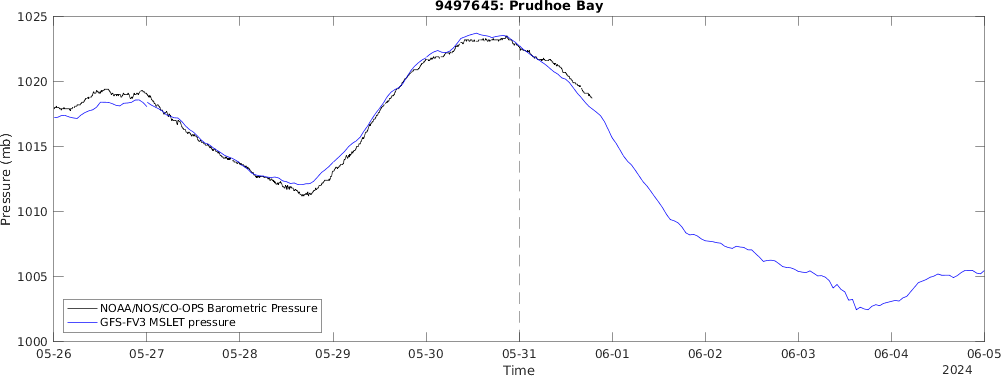 9497645: Prudhoe Bay
1025
1020
1015
1010
1005
1000
Pressure (mb)
NOAA/NOS/CO-OPS Barometric Pressure
GFS-FV3 MSLET pressure
05-26 05-27 05-28 05-29 05-30 05-31 06-01 06-02 06-03 06-04 06-05
Time
2024